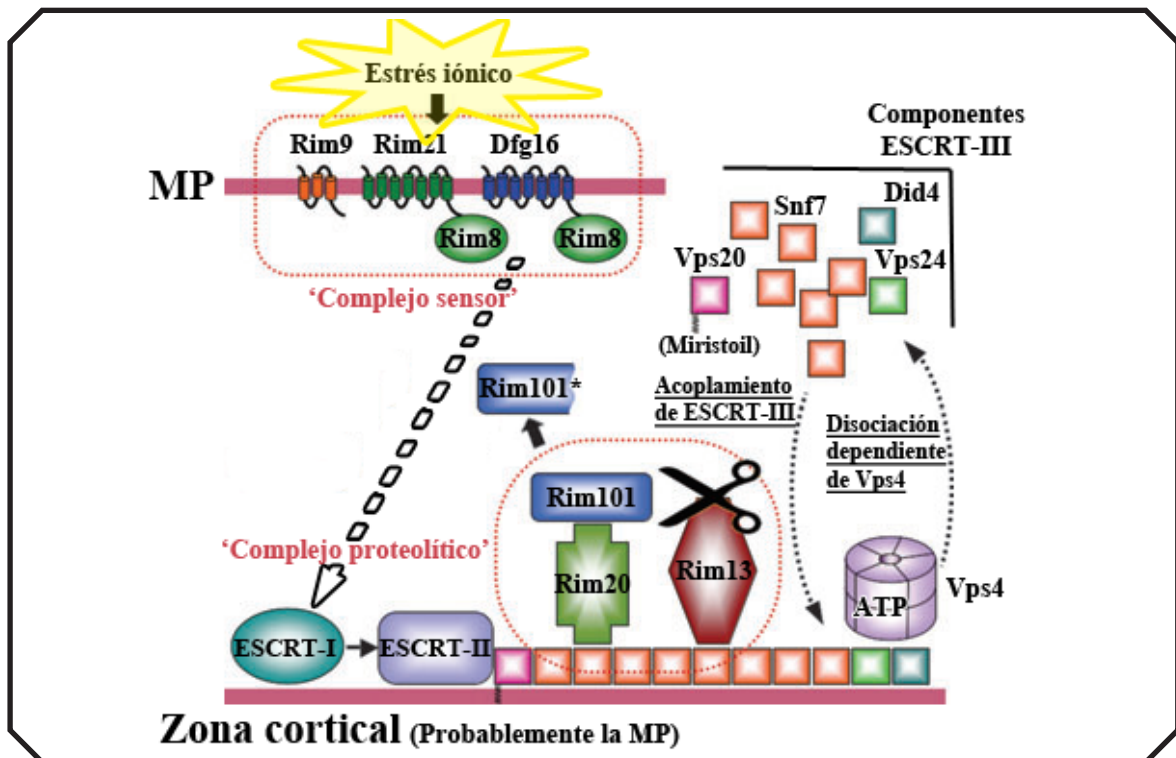 Estrés iónico
Rim9 Rim21 Dfg16
MP
Rim8 Rim8
‘Complejo sensor’
Componentes
ESCRT-III
Snf7 Did4
Vps20 Vps24
(Miristoil)
Acoplamiento
de ESCRT-III
Disociación
dependiente
de Vps4
Rim101*
Rim101
‘Complejo proteolítico’
Rim20 Rim13
ATP Vps4
ESCRT-I ESCRT-II
Zona cortical (Probablemente la MP)